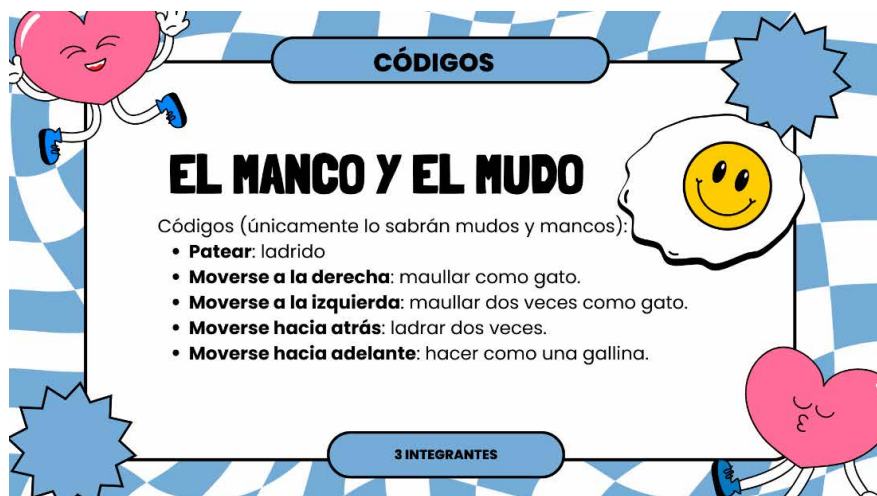 CÓDIGOS
EL MANCO Y EL MUDO
Códigos (únicamente lo sabrán mudos y mancos):
• Patear: ladrido
• Moverse a la derecha: maullar como gato.
• Moverse a la izquierda: maullar dos veces como gato.
• Moverse hacia atrás: ladrar dos veces.
• Moverse hacia adelante: hacer como una gallina.
3 INTEGRANTES